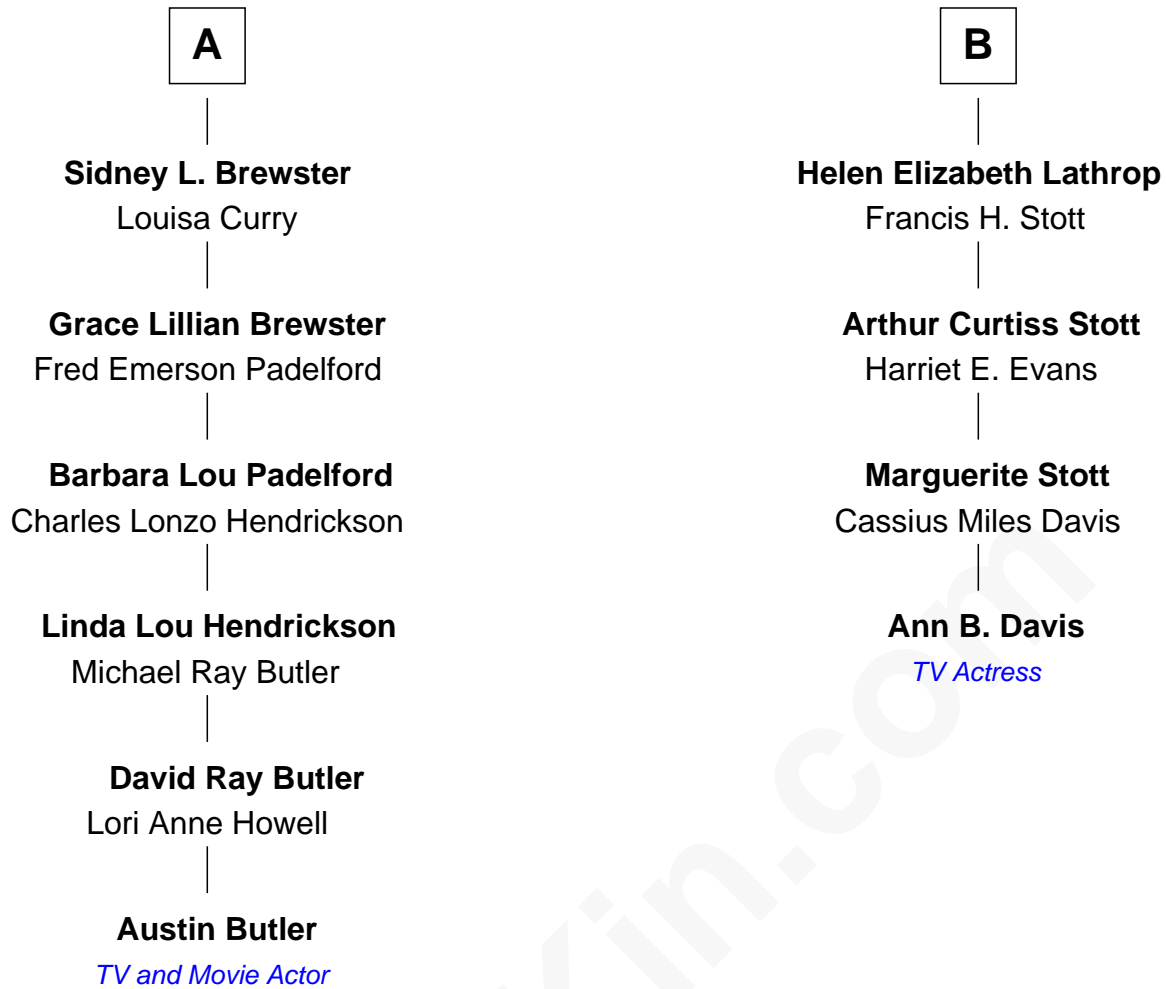 A
Sidney L. Brewster
Louisa Curry
Grace Lillian Brewster
Fred Emerson Padelford
Barbara Lou Padelford
Charles Lonzo Hendrickson
Linda Lou Hendrickson
Michael Ray Butler
David Ray Butler
Lori Anne Howell
Austin Butler
TV and Movie Actor
B
Helen Elizabeth Lathrop
Francis H. Stott
Arthur Curtiss Stott
Harriet E. Evans
Marguerite Stott
Cassius Miles Davis
Ann B. Davis
TV Actress